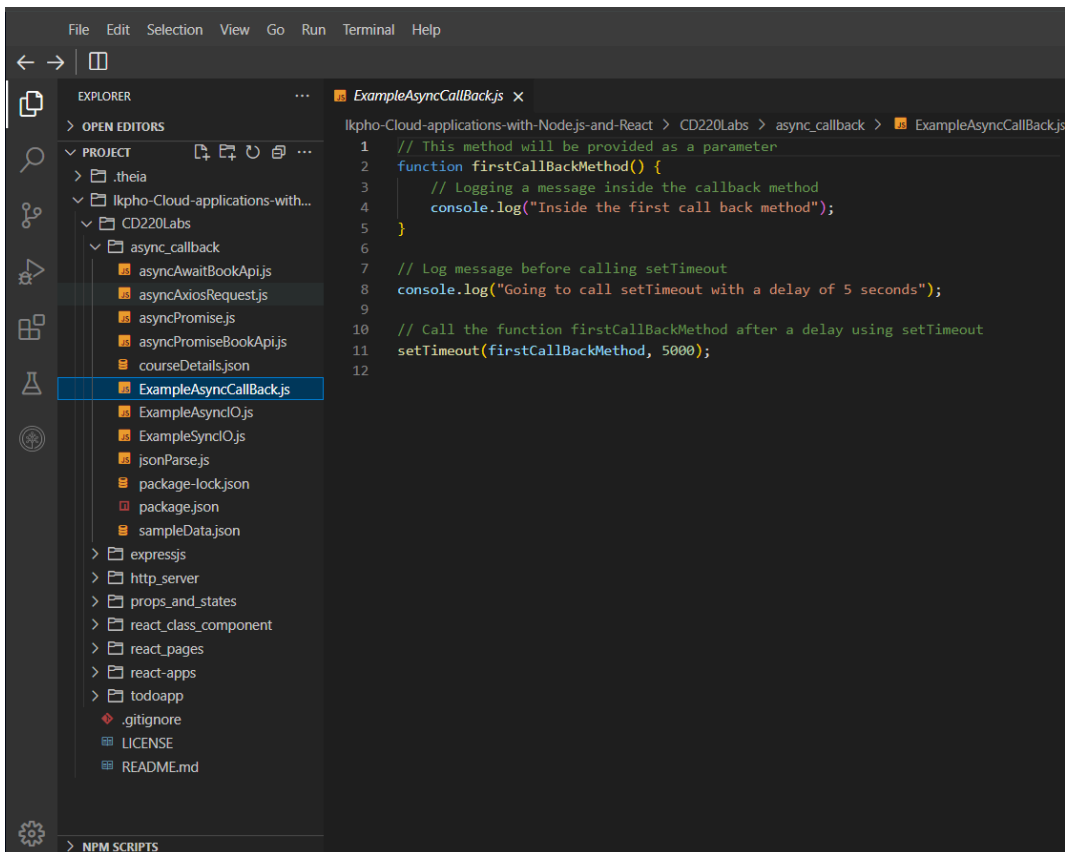 File Edit Selection View Go Run Terminal Help
EXPLORER
OPEN EDITORS
PROJECT
.theia
lkpho-Cloud-applications-with...
CD220Labs
async_callback
asyncAwaitBookApi.js
asyncAxiosRequest.js
asyncPromise.js
asyncPromiseBookApi.js
courseDetails.json
ExampleAsyncCallBack.js
ExampleAsyncIO.js
ExampleSyncIO.js
jsonParse.js
package-lock.json
package.json
sampleData.json
expressjs
http_server
props_and_states
react_class_component
react_pages
react-apps
todoapp
.gitignore
LICENSE
README.md
NPM SCRIPTS
JS ExampleAsyncCallBack.js
lkpho-Cloud-applications-with-Node.js-and-React > CD220Labs > async_callback > JS ExampleAsyncCallBack.js
1 // This method will be provided as a parameter
2 function firstCallBackMethod() {
3 // Logging a message inside the callback method
4 console.log("Inside the first call back method");
5 }
6
7 // Log message before calling setTimeout
8 console.log("Going to call setTimeout with a delay of 5 seconds");
9
10 // Call the function firstCallBackMethod after a delay using setTimeout
11 setTimeout(firstCallBackMethod, 5000);
12